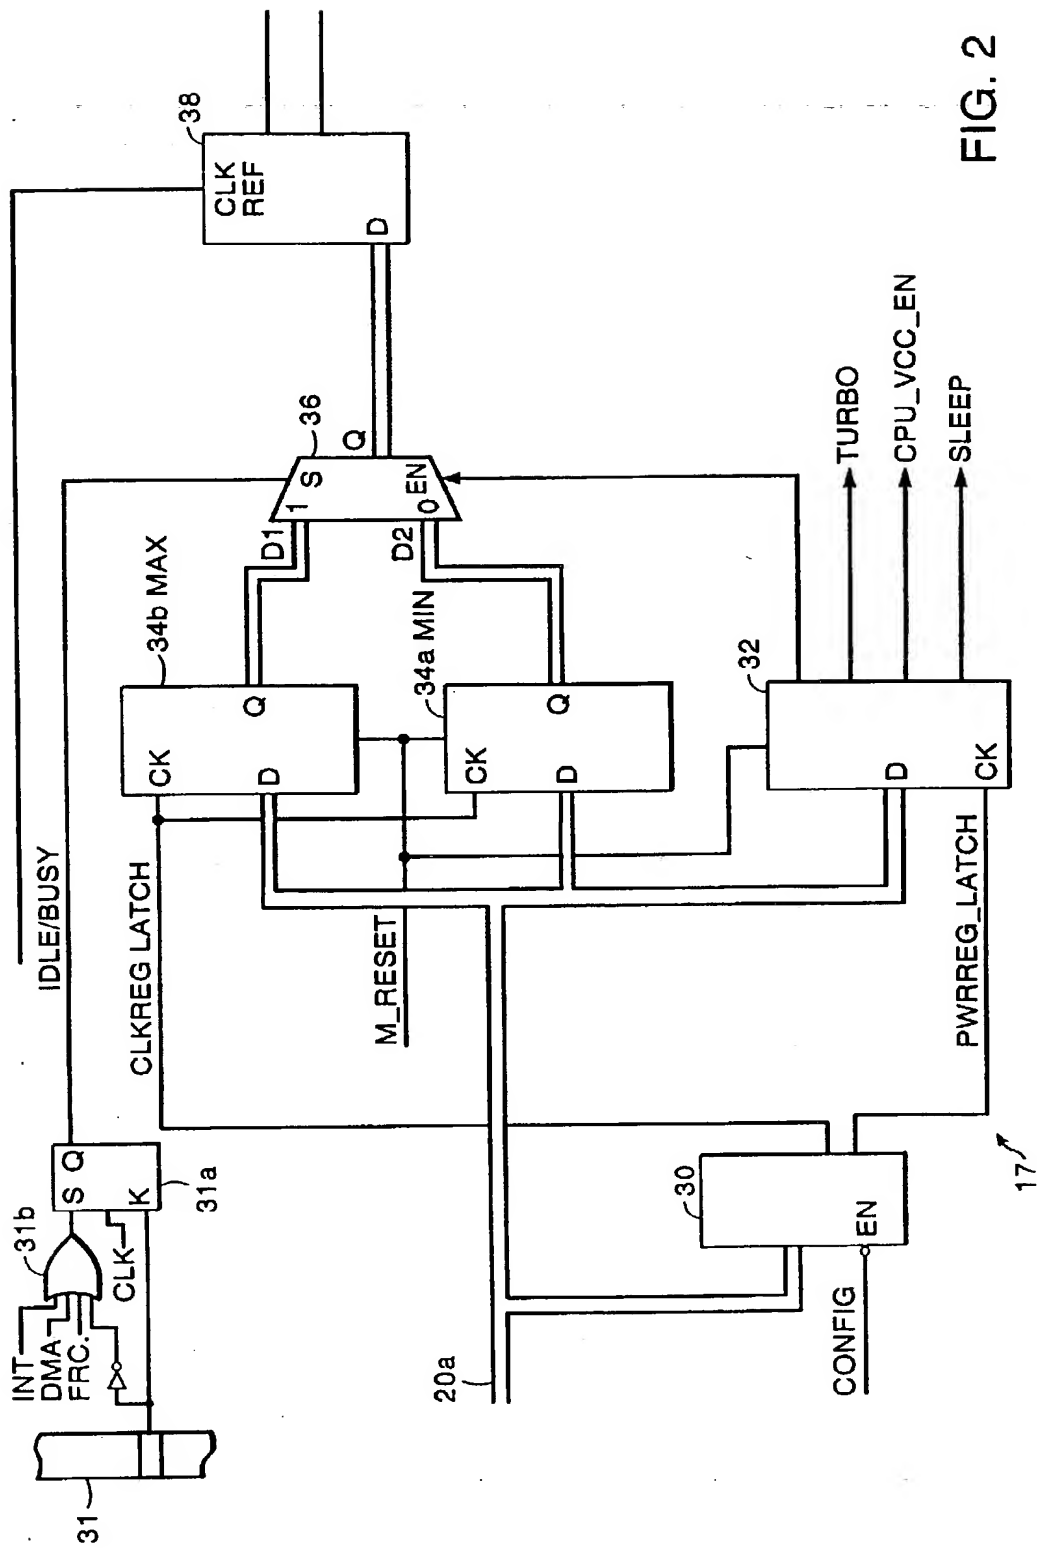 31
INT
DMA
FRC.
31b
CLK
S
Q
K
31a
IDLE/BUSY
CLKREG LATCH
M_RESET
34b MAX
CK
D
Q
34a MIN
CK
D
Q
D1
D2
1
0
S
EN
36
Q
38
CLK
REF
D
20a
CONFIG
30
EN
PWRREG_LATCH
32
D
CK
TURBO
CPU_VCC_EN
SLEEP
17
FIG. 2